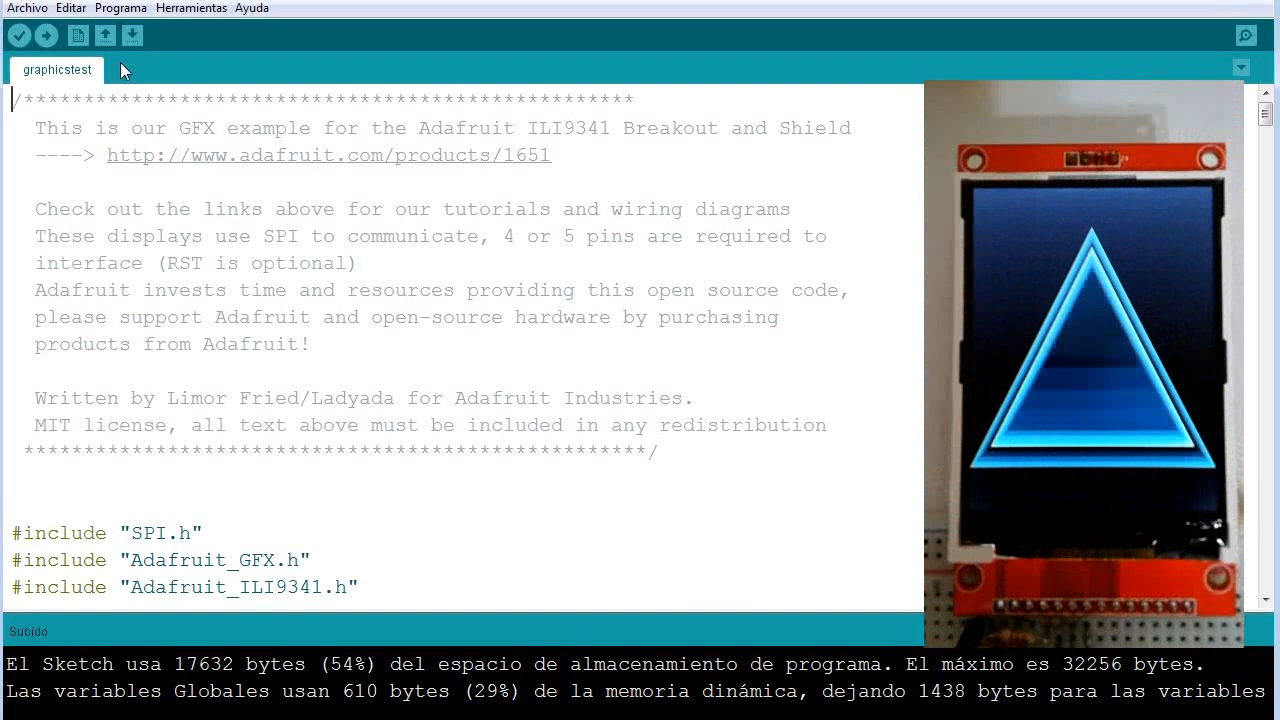 Archivo Editar Programa Herramientas Ayuda
graphicstest
/***************************************************
This is our GFX example for the Adafruit ILI9341 Breakout and Shield
----> http://www.adafruit.com/products/1651
Check out the links above for our tutorials and wiring diagrams
These displays use SPI to communicate, 4 or 5 pins are required to
interface (RST is optional)
Adafruit invests time and resources providing this open source code,
please support Adafruit and open-source hardware by purchasing
products from Adafruit!
Written by Limor Fried/Ladyada for Adafruit Industries.
MIT license, all text above must be included in any redistribution
****************************************************/
#include "SPI.h"
#include "Adafruit_GFX.h"
#include "Adafruit_ILI9341.h"
Subido
El Sketch usa 17632 bytes (54%) del espacio de almacenamiento de programa. El máximo es 32256 bytes.
Las variables Globales usan 610 bytes (29%) de la memoria dinámica, dejando 1438 bytes para las variables